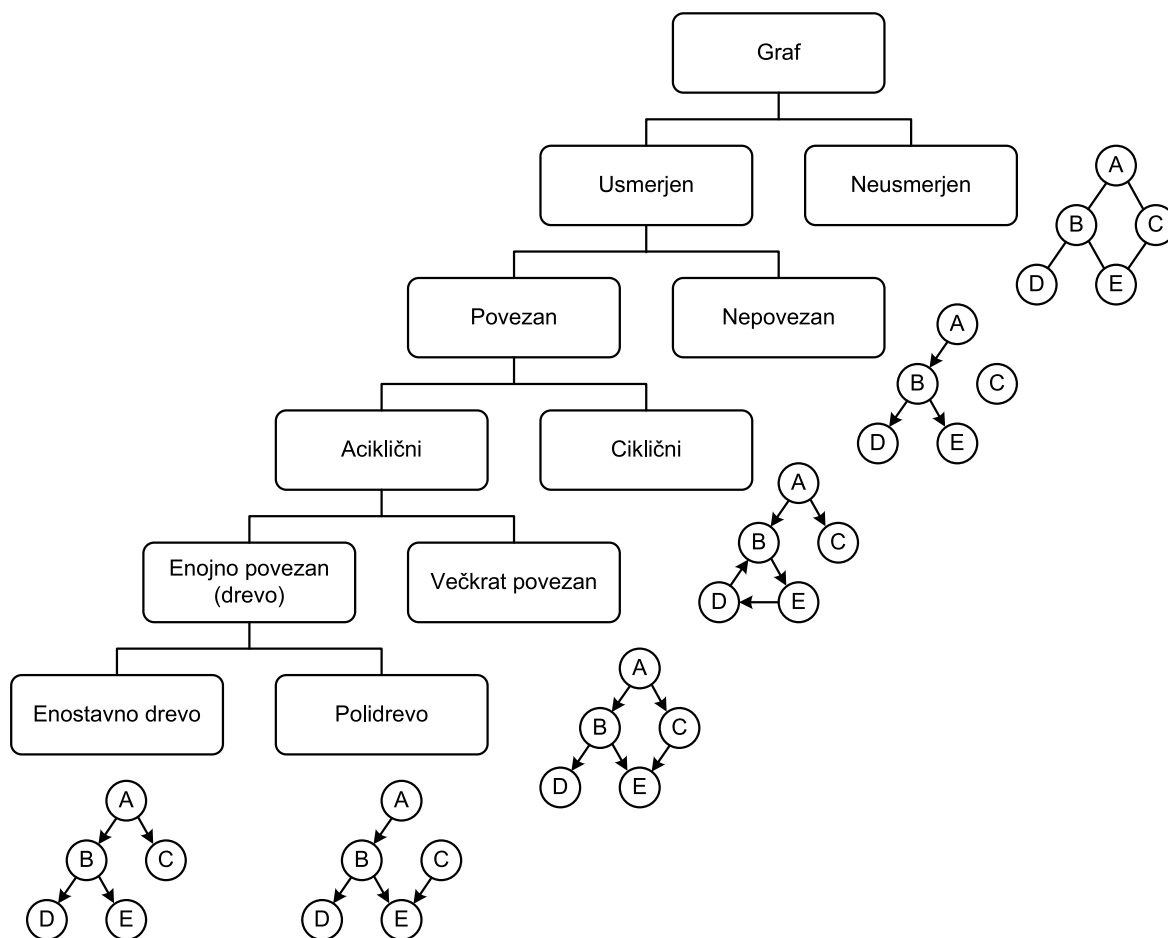 Graf
Usmerjen
Neusmerjen
A
B
C
D
E
Povezan
Nepovezan
A
B
C
D
E
Aciklični
Ciklični
A
B
C
D
E
Enojno povezan
(drevo)
Večkrat povezan
A
B
C
D
E
Enostavno drevo
Polidrevo
A
B
C
D
E
A
B
C
D
E